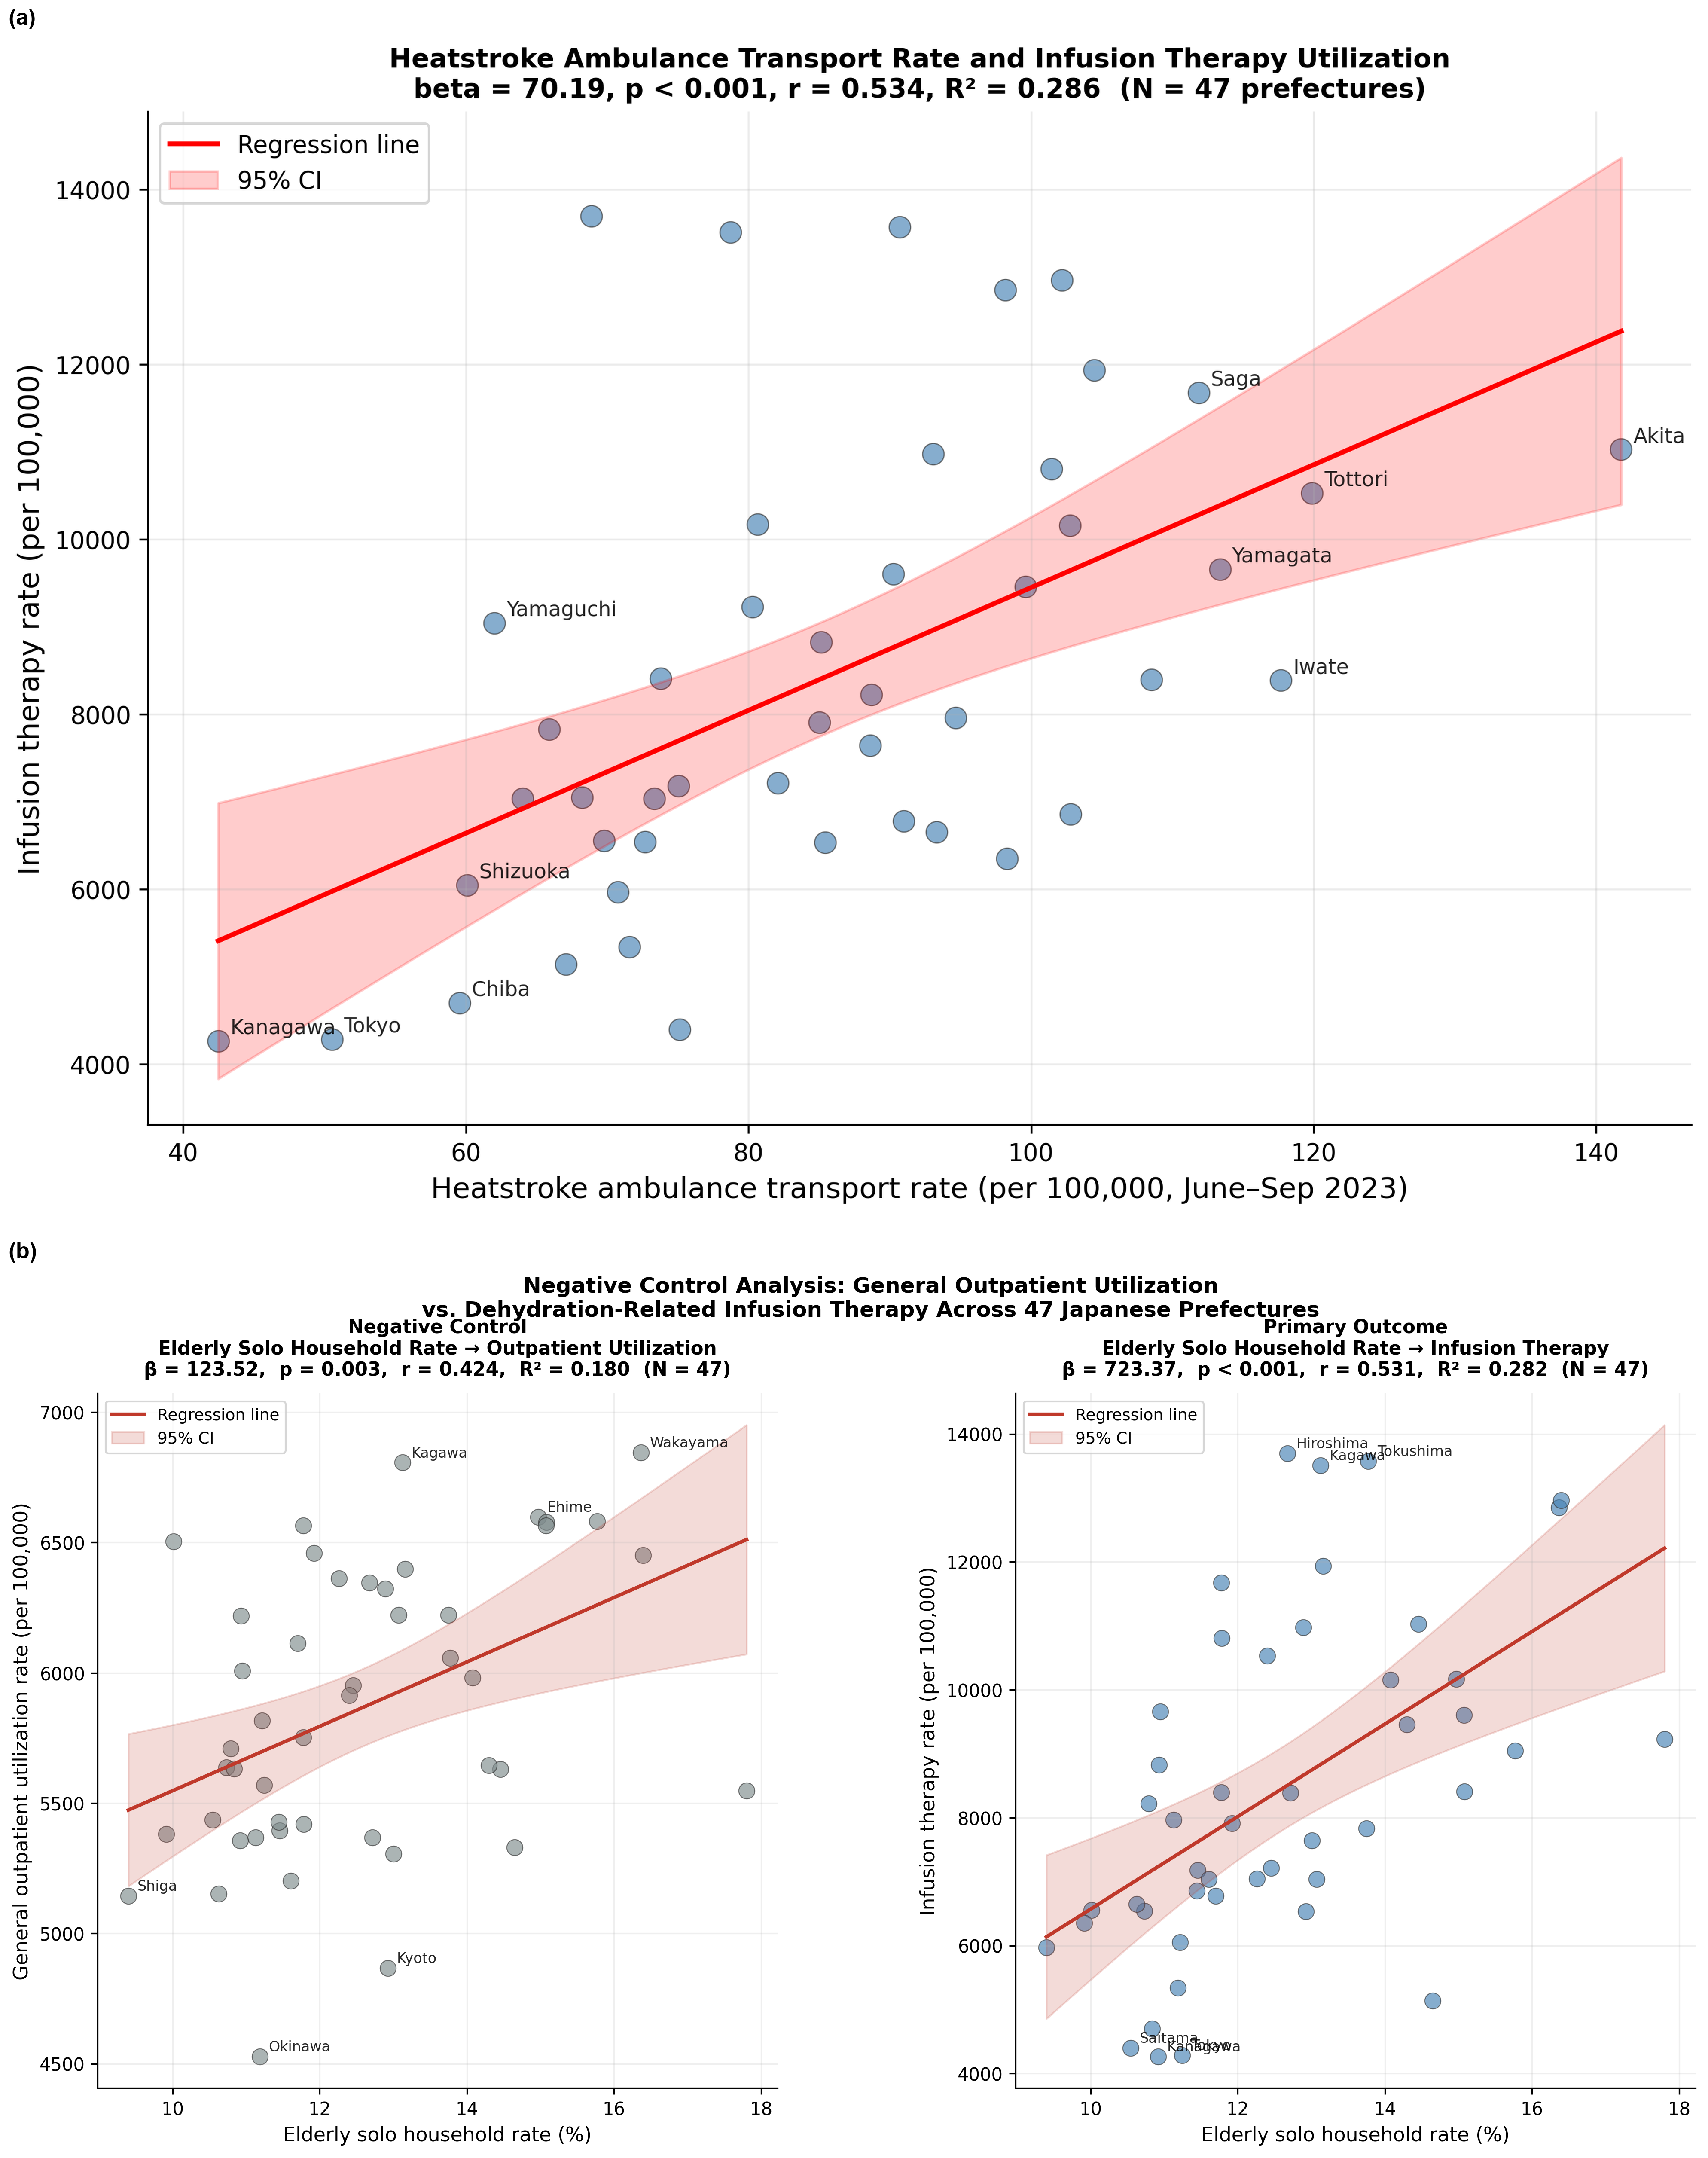 (a)
Heatstroke Ambulance Transport Rate and Infusion Therapy Utilization
beta = 70.19, p < 0.001, r = 0.534, R² = 0.286  (N = 47 prefectures)
Regression line
95% CI
14000
12000
10000
8000
6000
4000
Infusion therapy rate (per 100,000)
Saga
Akita
Tottori
Yamagata
Yamaguchi
Iwate
Shizuoka
Chiba
Kanagawa
Tokyo
40
60
80
100
120
140
Heatstroke ambulance transport rate (per 100,000, June–Sep 2023)
(b)
Negative Control Analysis: General Outpatient Utilization
vs. Dehydration-Related Infusion Therapy Across 47 Japanese Prefectures
Negative Control
Elderly Solo Household Rate → Outpatient Utilization
β = 123.52,  p = 0.003,  r = 0.424,  R² = 0.180  (N = 47)
Regression line
95% CI
7000
6500
6000
5500
5000
4500
General outpatient utilization rate (per 100,000)
Kagawa
Wakayama
Ehime
Shiga
Kyoto
Okinawa
10
12
14
16
18
Elderly solo household rate (%)
Primary Outcome
Elderly Solo Household Rate → Infusion Therapy
β = 723.37,  p < 0.001,  r = 0.531,  R² = 0.282  (N = 47)
Regression line
95% CI
14000
12000
10000
8000
6000
4000
Infusion therapy rate (per 100,000)
Hiroshima
Kagawa
Tokushima
Saitama
Kanagawa
Tokyo
10
12
14
16
18
Elderly solo household rate (%)